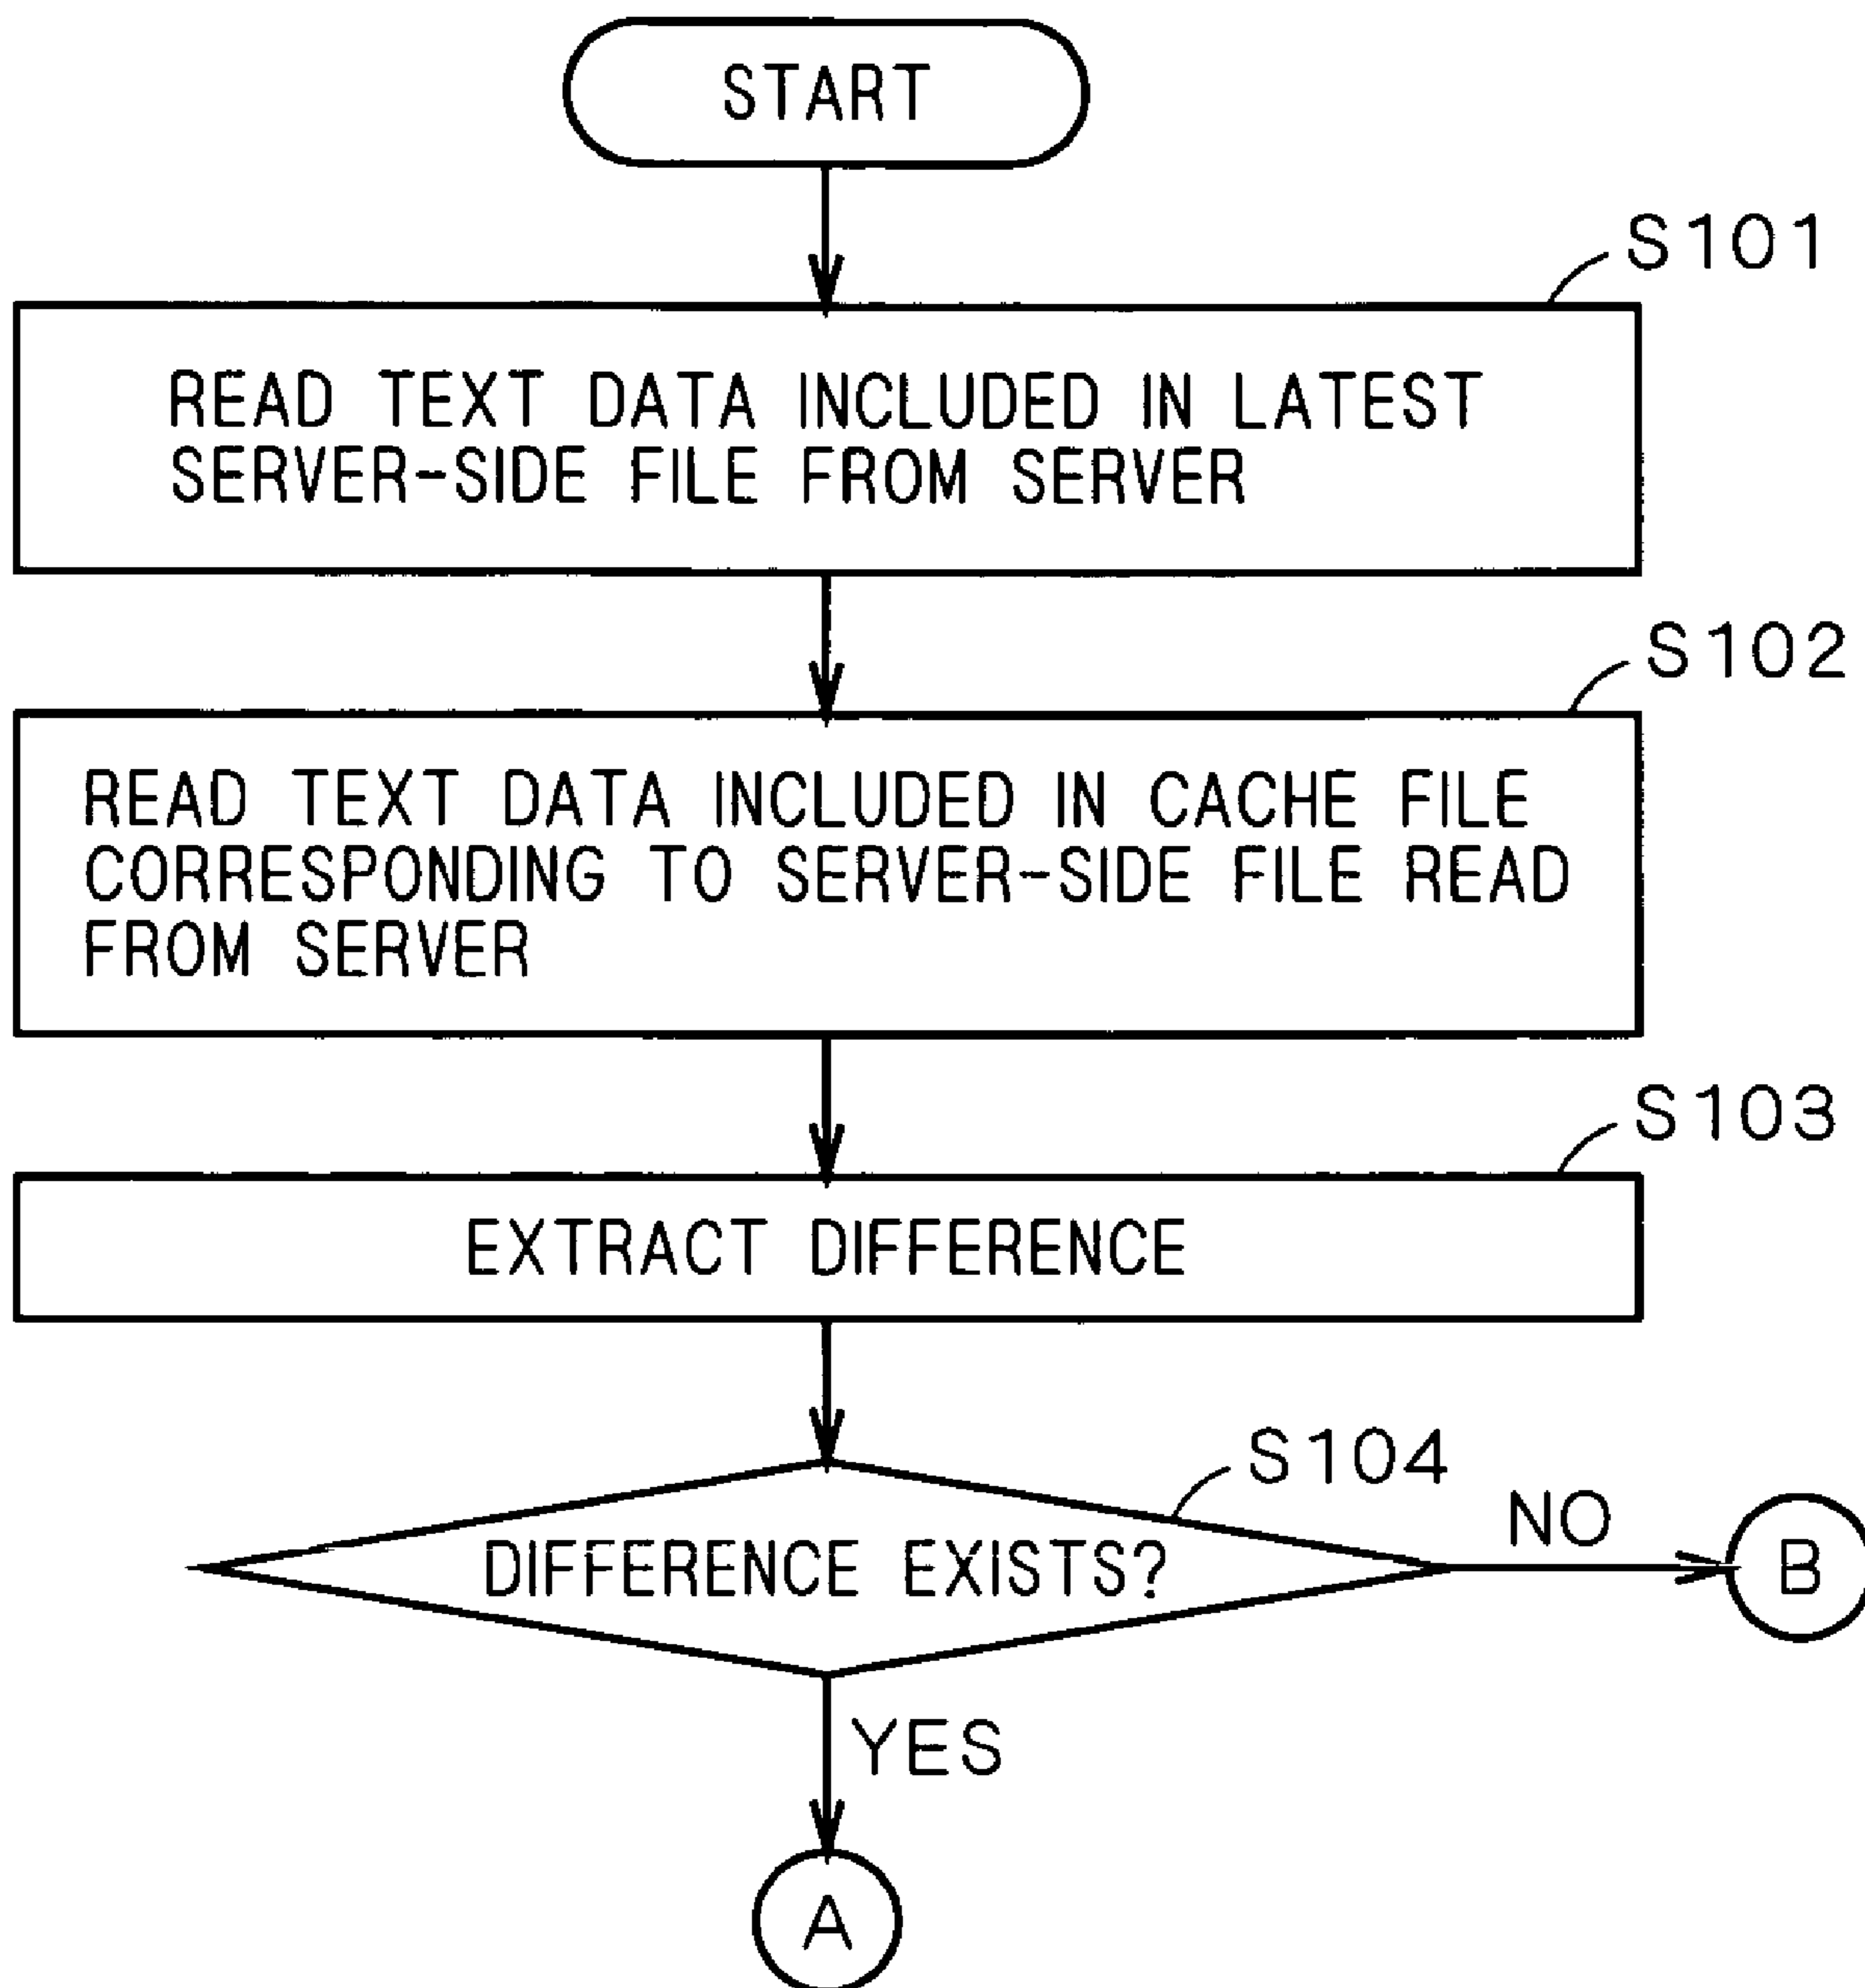 START
S101
READ TEXT DATA INCLUDED IN LATEST
SERVER-SIDE FILE FROM SERVER
S102
READ TEXT DATA INCLUDED IN CACHE FILE
CORRESPONDING TO SERVER-SIDE FILE READ
FROM SERVER
S103
EXTRACT DIFFERENCE
S104
DIFFERENCE EXISTS?
NO
B
YES
A